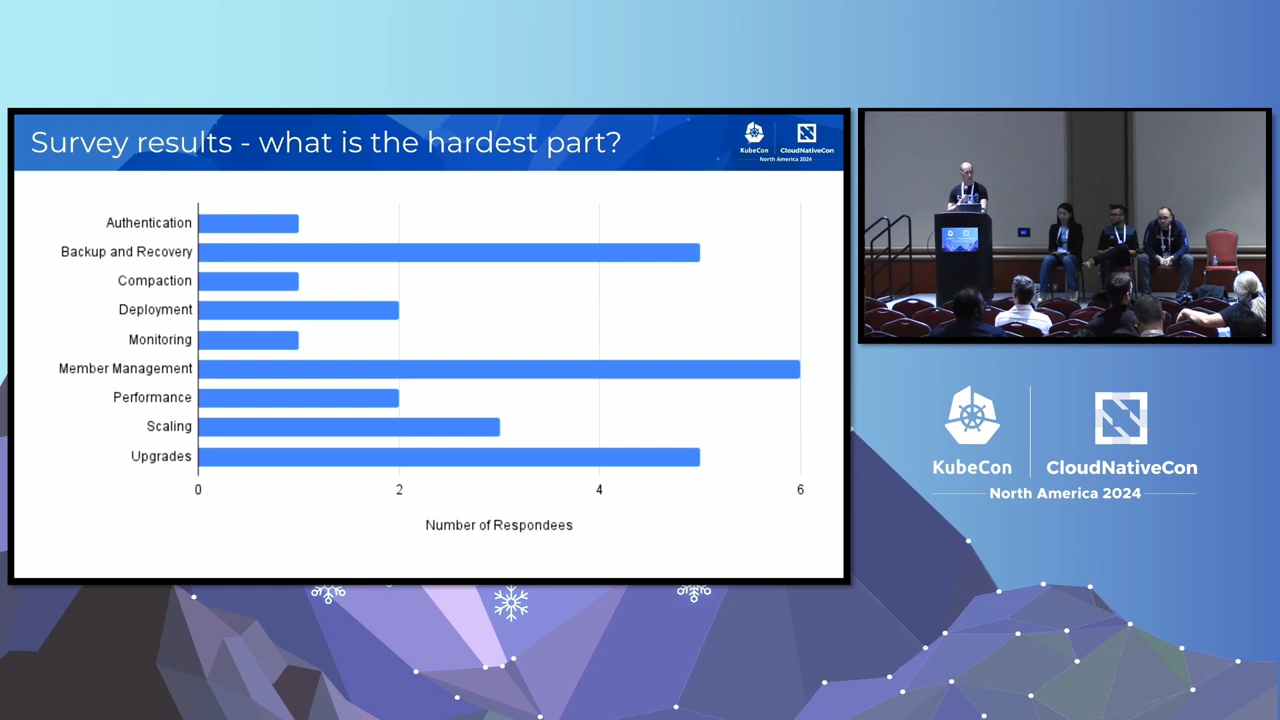 Survey results - what is the hardest part?
KubeCon
CloudNativeCon
North America 2024
Authentication
Backup and Recovery
Compaction
Deployment
Monitoring
Member Management
Performance
Scaling
Upgrades
0 2 4 6
Number of Respondees
KubeCon
CloudNativeCon
North America 2024